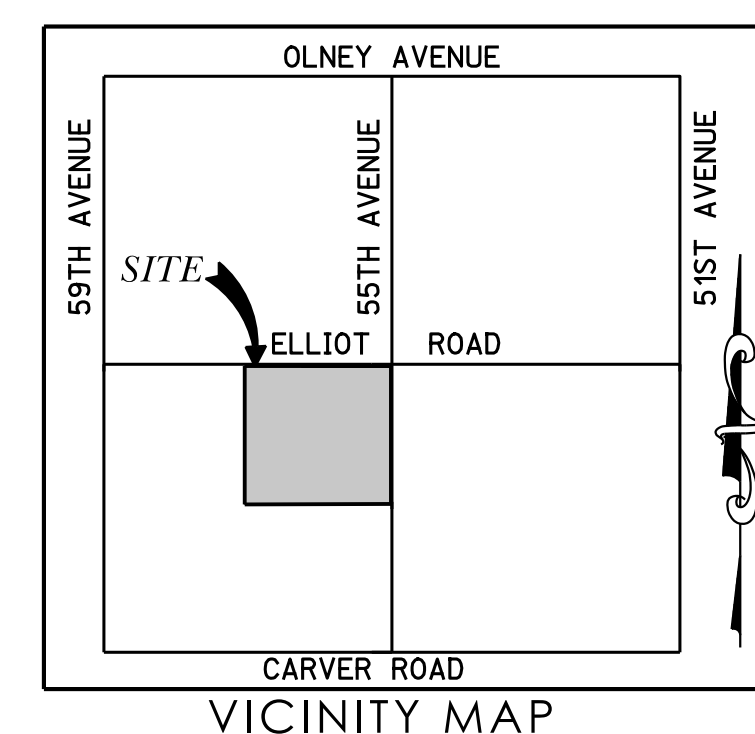 OLNEY AVENUE
59TH AVENUE
55TH AVENUE
51ST AVENUE
SITE
ELLIOT ROAD
CARVER ROAD
VICINITY MAP